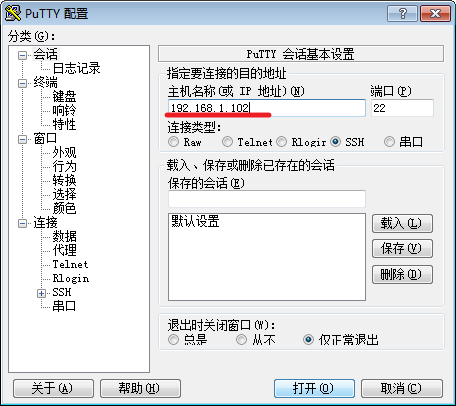 PuTTY 配置
分类(G):
会话
日志记录
终端
键盘
响铃
特性
窗口
外观
行为
转换
选择
颜色
连接
数据
代理
Telnet
Rlogin
SSH
串口
PuTTY 会话基本设置
指定要连接的目的地址
主机名称(或 IP 地址)(N) 端口(P)
192.168.1.102 22
连接类型:
Raw Telnet Rlogin SSH 串口
载入、保存或删除已存在的会话
保存的会话(E)
默认设置
载入(L)
保存(V)
删除(D)
退出时关闭窗口(W):
总是 从不 仅正常退出
关于(A) 帮助(H) 打开(O) 取消(C)